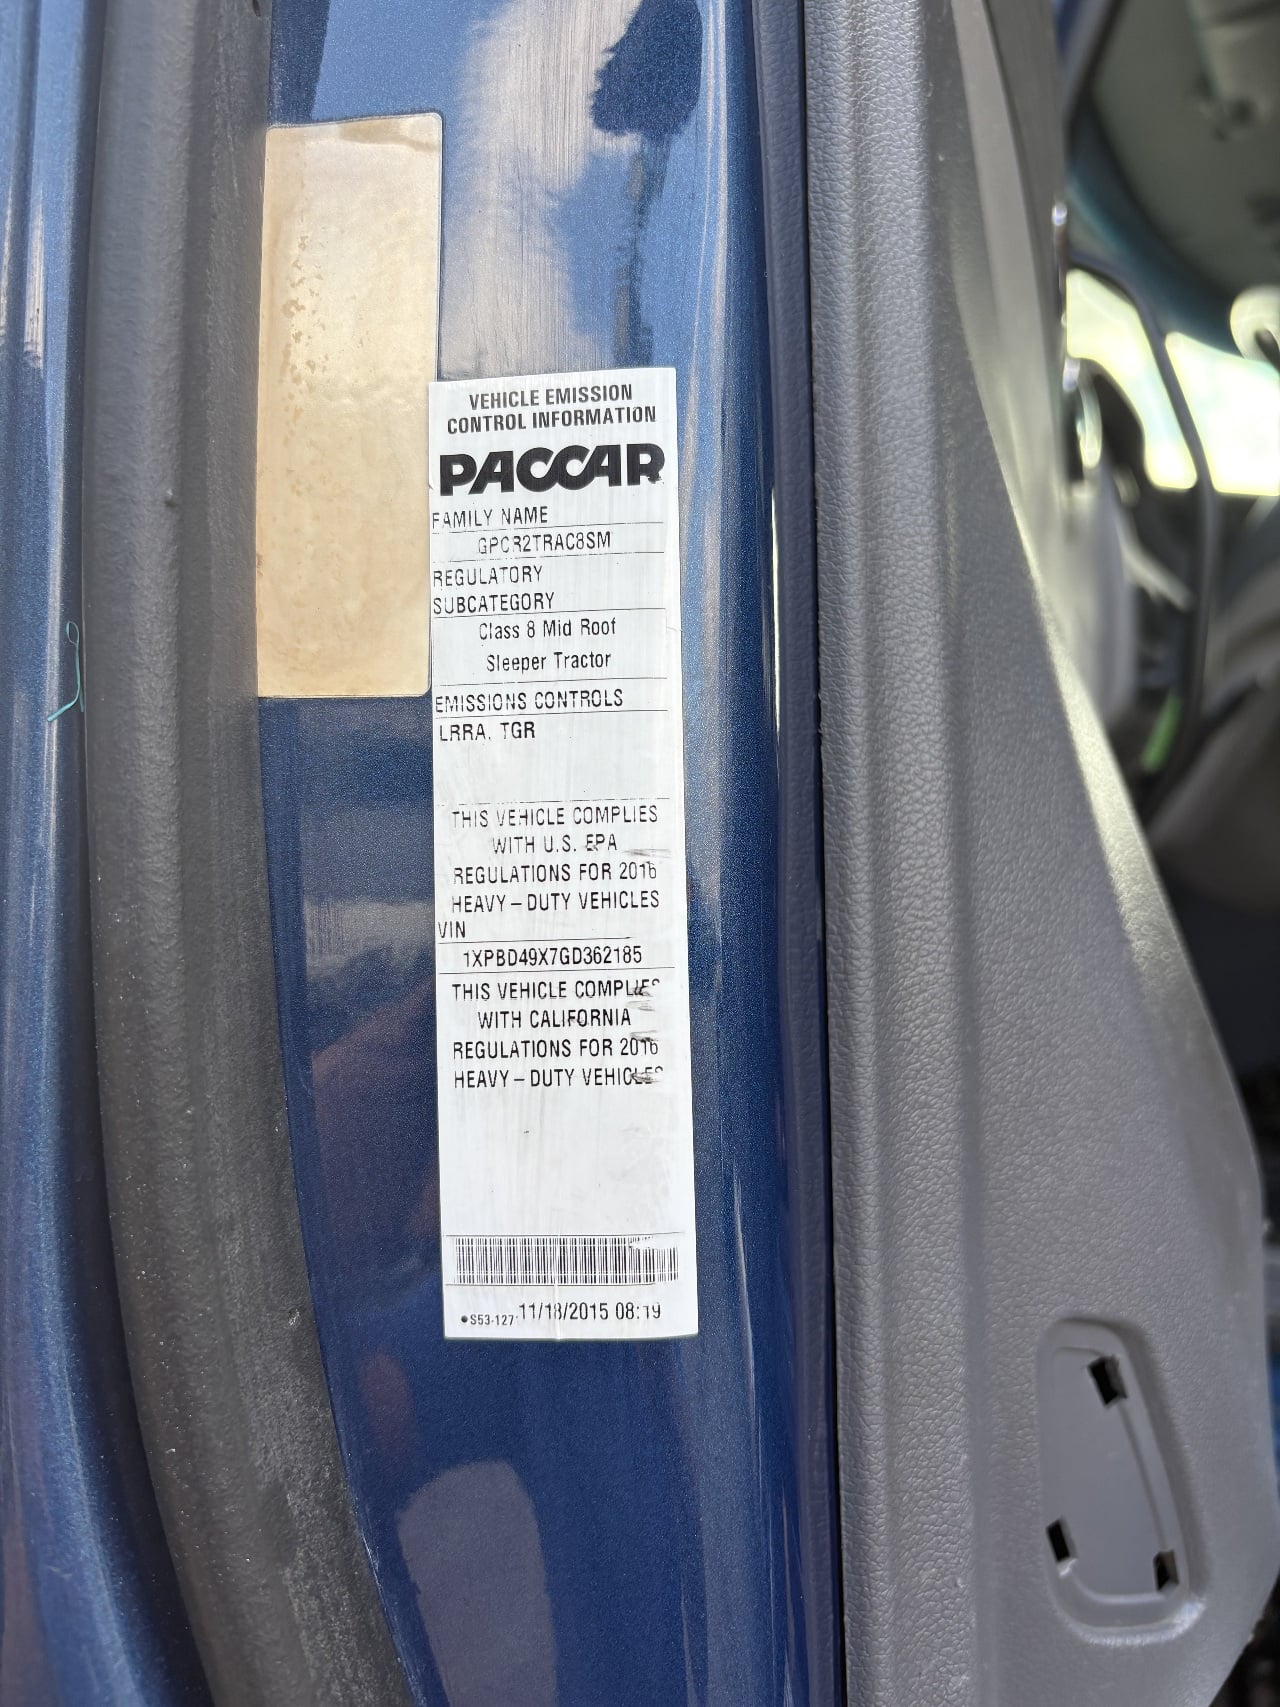 VEHICLE EMISSION
CONTROL INFORMATION
PACCAR
FAMILY NAME
GPCR2TRAC8SM
REGULATORY
SUBCATEGORY
Class 8 Mid Roof
Sleeper Tractor
EMISSIONS CONTROLS
LRRA, TGR
THIS VEHICLE COMPLIES
WITH U.S. EPA
REGULATIONS FOR 2016
HEAVY-DUTY VEHICLES
VIN
1XPBD49X7GD362185
THIS VEHICLE COMPLIES
WITH CALIFORNIA
REGULATIONS FOR 2016
HEAVY-DUTY VEHICLES
S53-127 11/18/2015 08:19